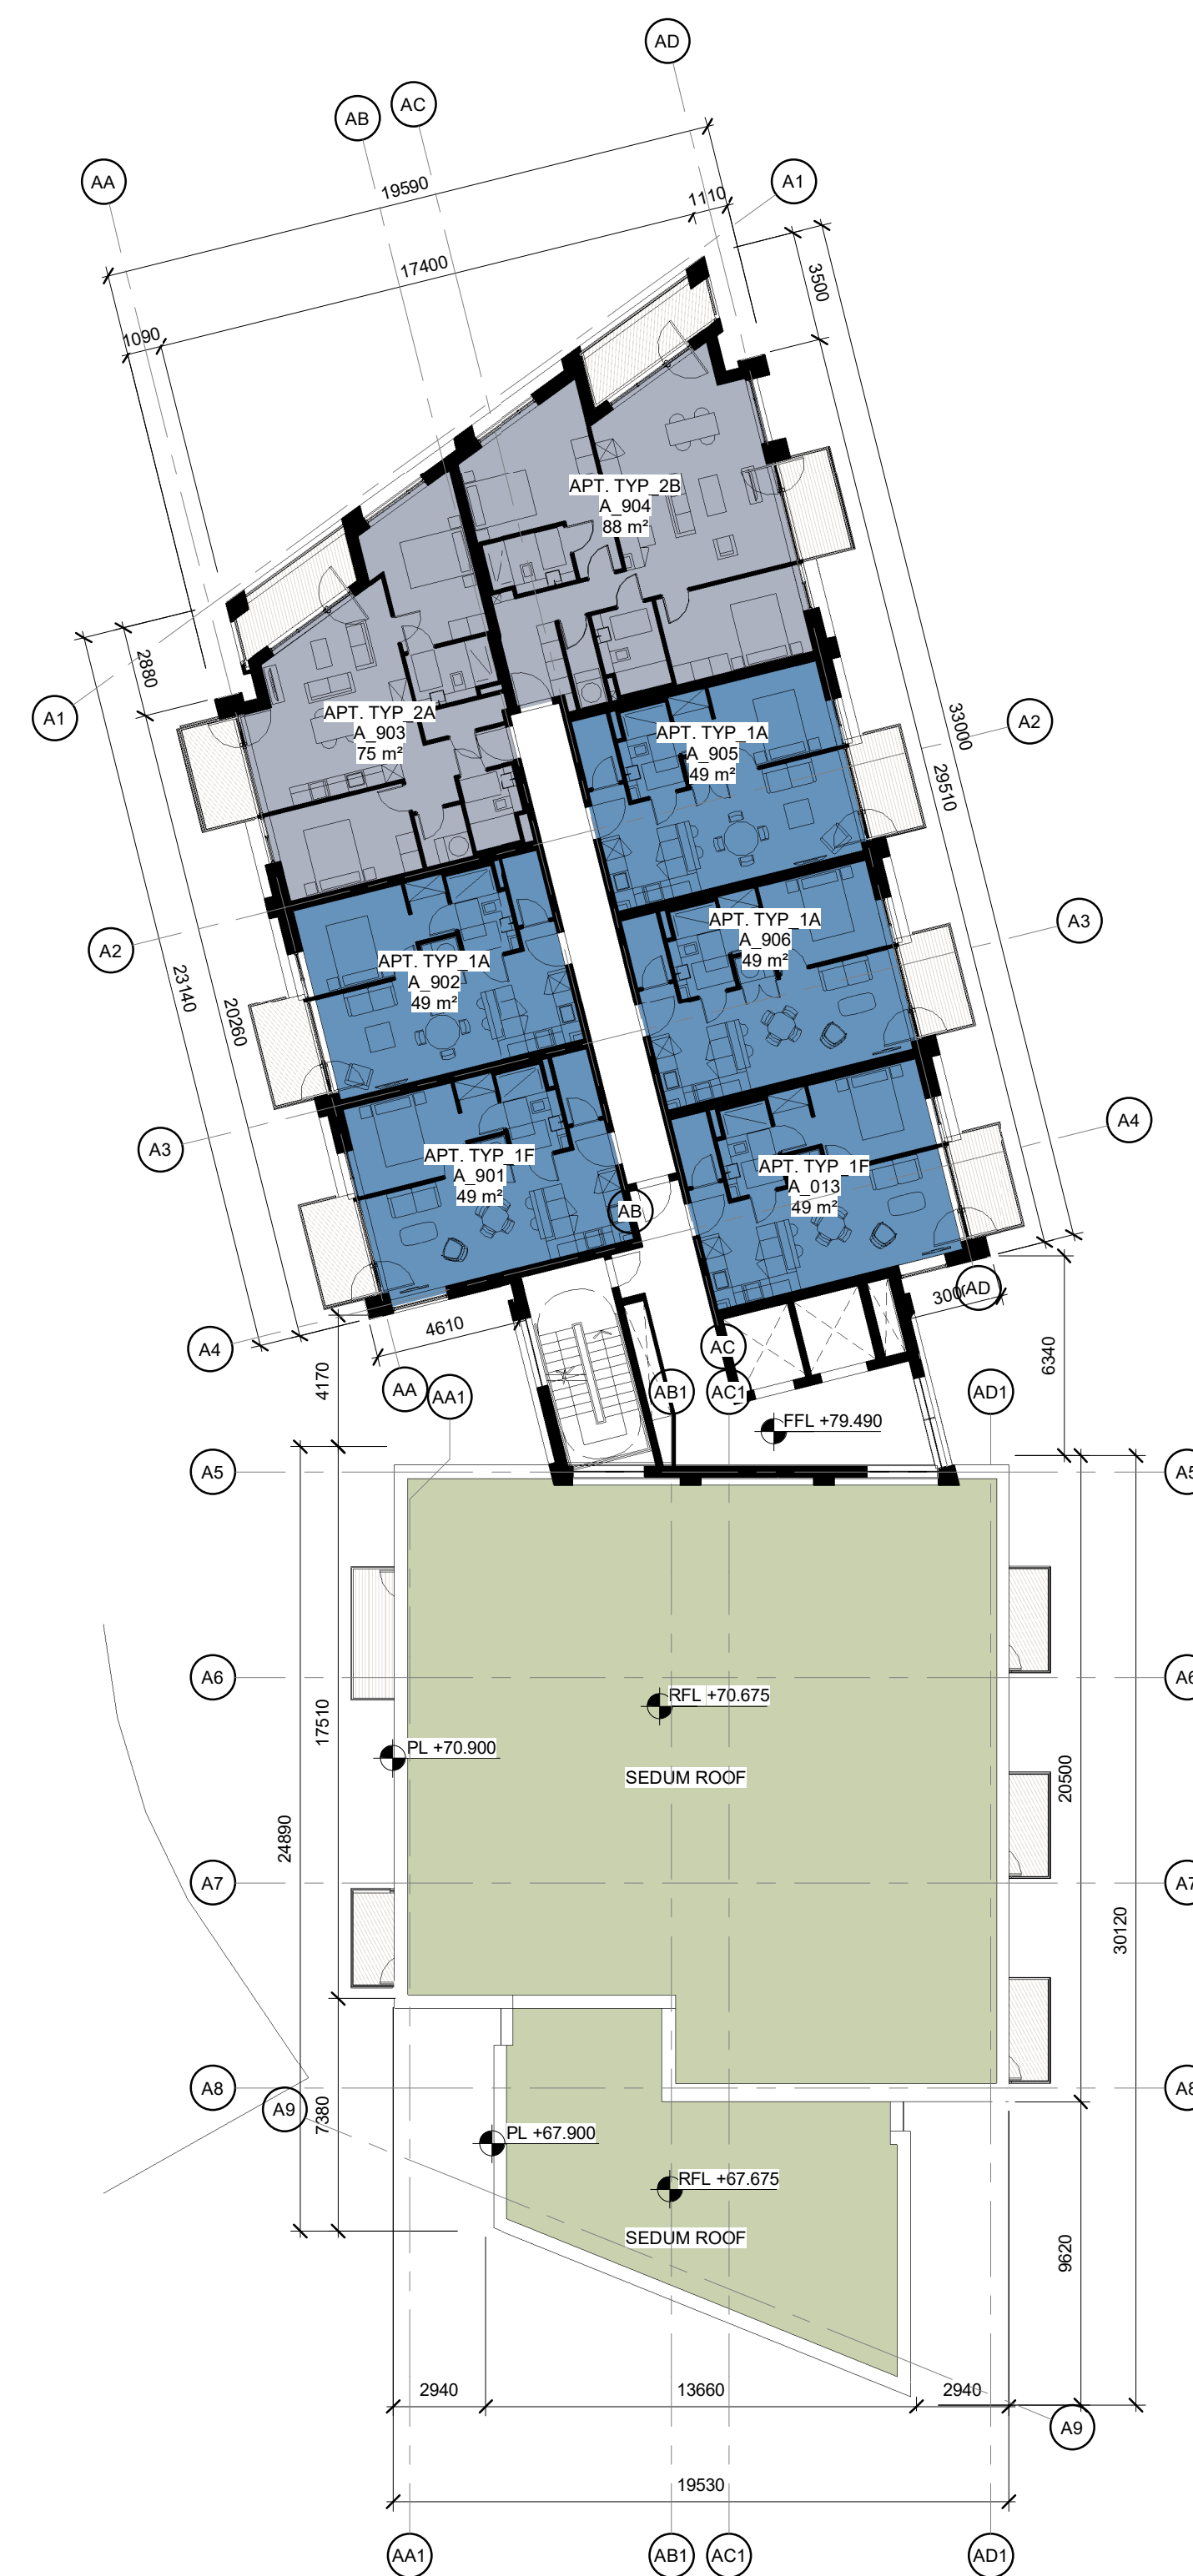 AD
AC
AB
AA
A1
19590
1110
17400
3500
1090
APT. TYP_2B
A_904
88 m²
2880
A1
APT. TYP_2A
A_903
75 m²
A2
33000
29510
APT. TYP_1A
A_905
49 m²
A2
A3
APT. TYP_1A
A_906
49 m²
APT. TYP_1A
A_902
49 m²
23140
20260
A3
A4
APT. TYP_1F
A_901
49 m²
APT. TYP_1F
A_013
49 m²
AB
AD
A4
4610
AC
6340
4170
AA
AA1
AB1
AC1
AD1
FFL +79.490
A5
A5
A6
A6
RFL +70.675
17510
PL +70.900
SEDUM ROOF
20500
24890
A7
A7
30120
A8
A8
A9
7380
PL +67.900
RFL +67.675
SEDUM ROOF
9620
2940
13660
2940
A9
19530
AA1
AB1
AC1
AD1